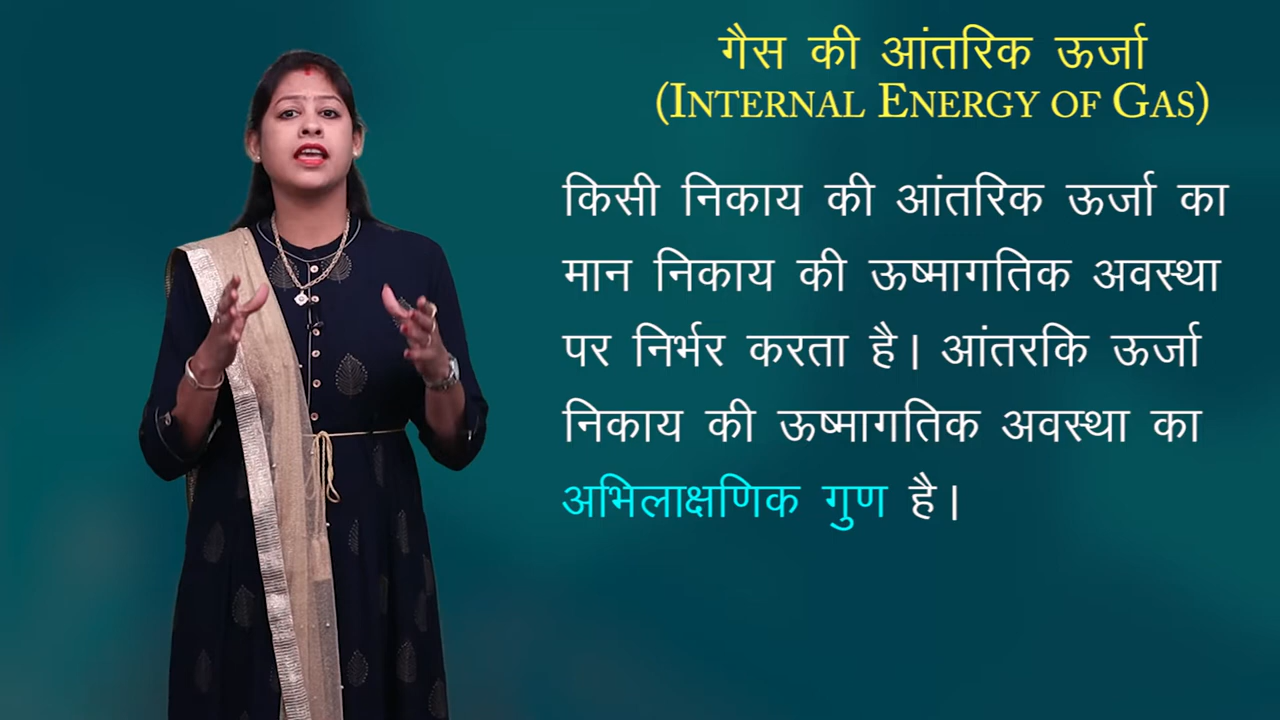 गैस की आंतरिक ऊर्जा
(INTERNAL ENERGY OF GAS)
किसी निकाय की आंतरिक ऊर्जा का
मान निकाय की ऊष्मागतिक अवस्था
पर निर्भर करता है। आंतरकि ऊर्जा
निकाय की ऊष्मागतिक अवस्था का
अभिलाक्षणिक गुण है।